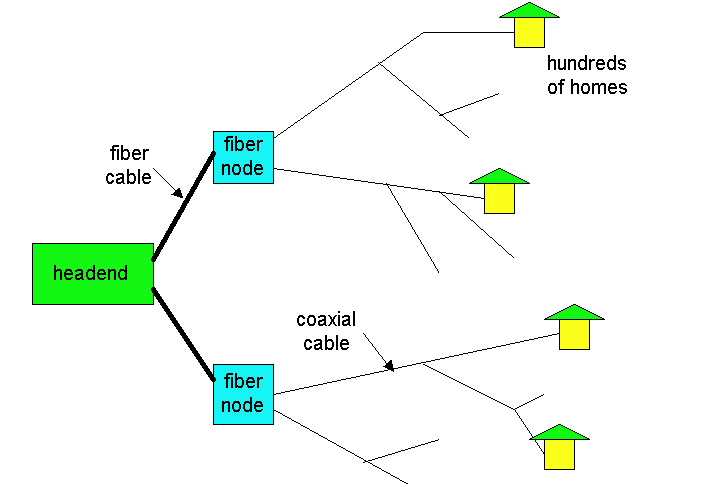 hundreds
of homes
fiber
node
fiber
cable
headend
coaxial
cable
fiber
node